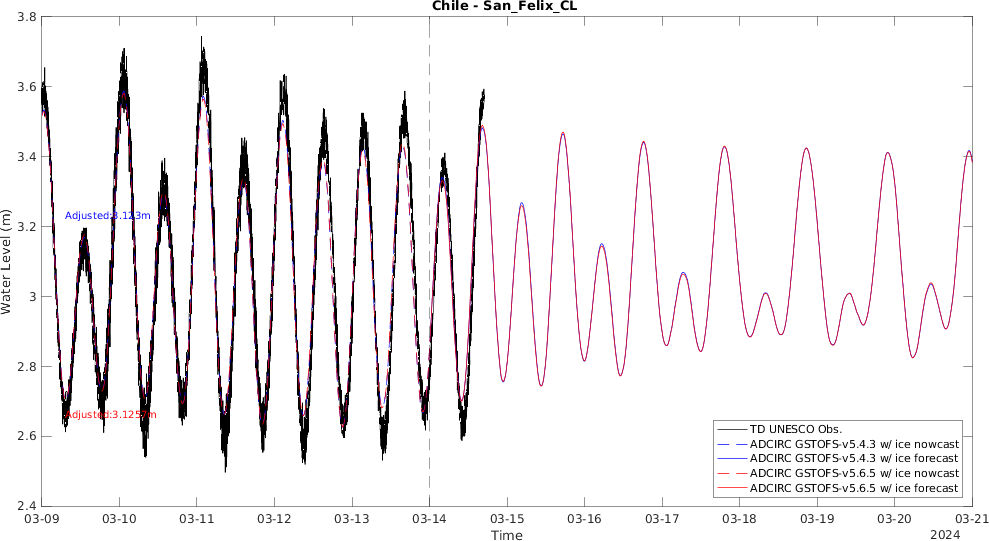 Chile - San_Felix_CL
3.8
3.6
3.4
3.2
3
2.8
2.6
2.4
Water Level (m)
Adjusted:3.123m
TD UNESCO Obs.
ADCIRC GSTOFS-v5.4.3 w/ ice nowcast
ADCIRC GSTOFS-v5.4.3 w/ ice forecast
ADCIRC GSTOFS-v5.6.5 w/ ice nowcast
ADCIRC GSTOFS-v5.6.5 w/ ice forecast
03-09 03-10 03-11 03-12 03-13 03-14 03-15 03-16 03-17 03-18 03-19 03-20 03-21
Time
2024